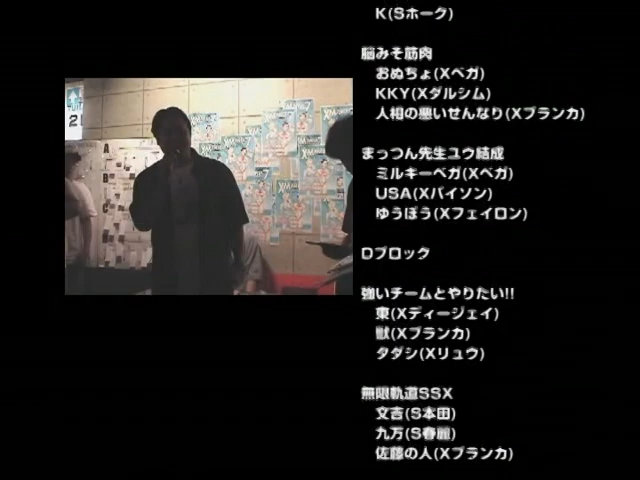 K(Sホーク)
脳みそ筋肉
おぬちょ(Xベガ)
KKY(Xダルシム)
人相の悪いせんなり(Xブランカ)
まっつん先生ユウ結成
ミルキーベガ(Xベガ)
USA(Xバイソン)
ゆうぼう(Xフェイロン)
Dブロック
強いチームとやりたい!!
東(Xディージェイ)
獣(Xブランカ)
タダシ(Xリュウ)
無限軌道SSX
文吉(S本田)
九万(S春麗)
佐藤の人(Xブランカ)